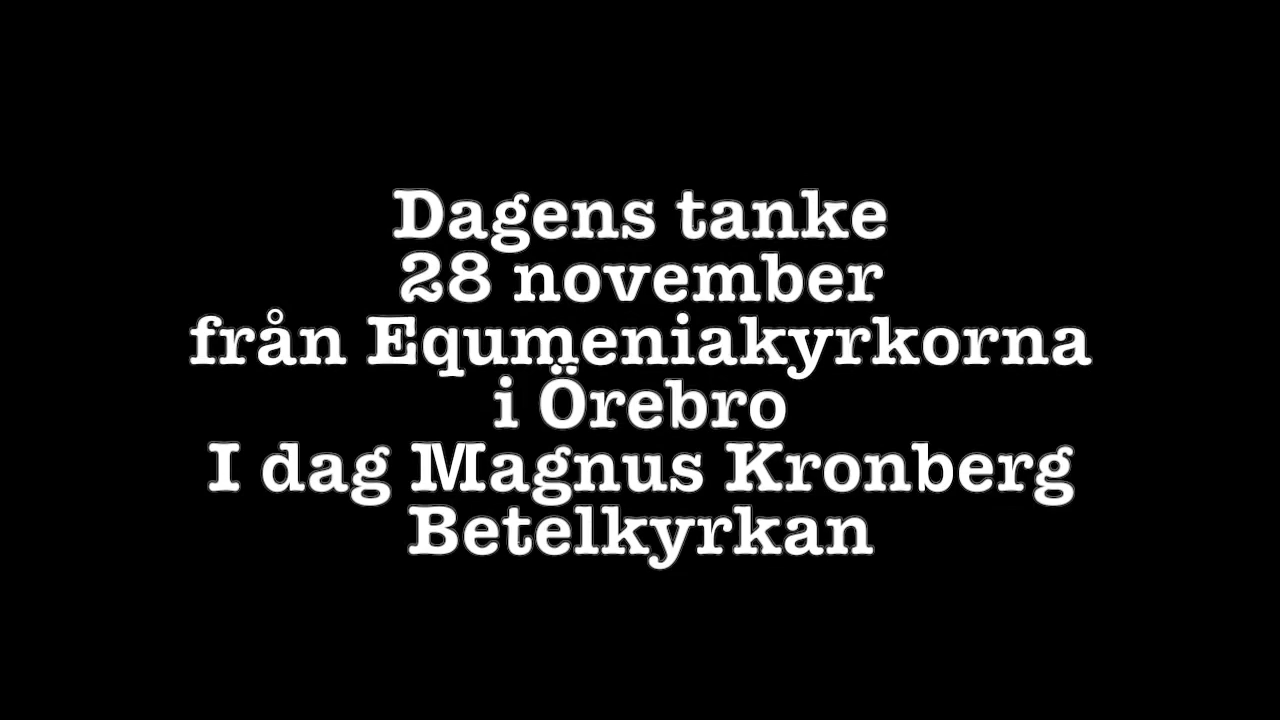 Dagens tanke
28 november
från Equmeniakyrkorna
i Örebro
I dag Magnus Kronberg
Betelkyrkan